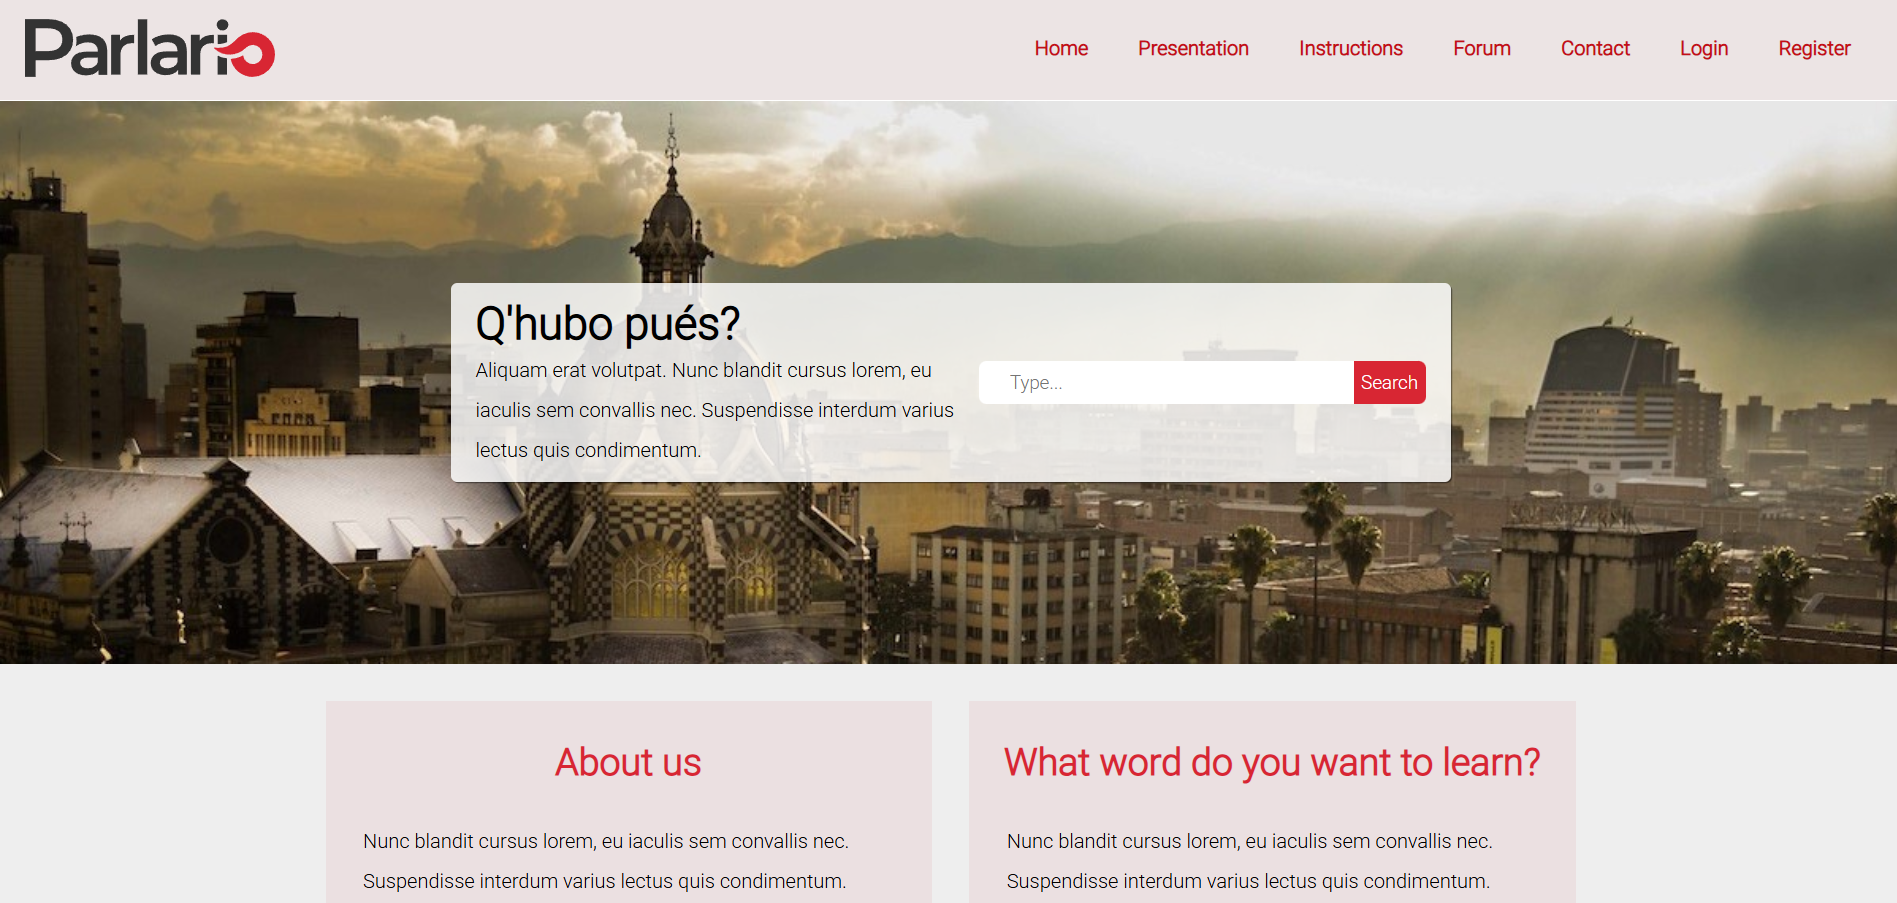 Parlario
Home Presentation Instructions Forum Contact Login Register
Q'hubo pués?
Aliquam erat volutpat. Nunc blandit cursus lorem, eu
iaculis sem convallis nec. Suspendisse interdum varius
lectus quis condimentum.
Type...
Search
About us
Nunc blandit cursus lorem, eu iaculis sem convallis nec.
Suspendisse interdum varius lectus quis condimentum.
What word do you want to learn?
Nunc blandit cursus lorem, eu iaculis sem convallis nec.
Suspendisse interdum varius lectus quis condimentum.